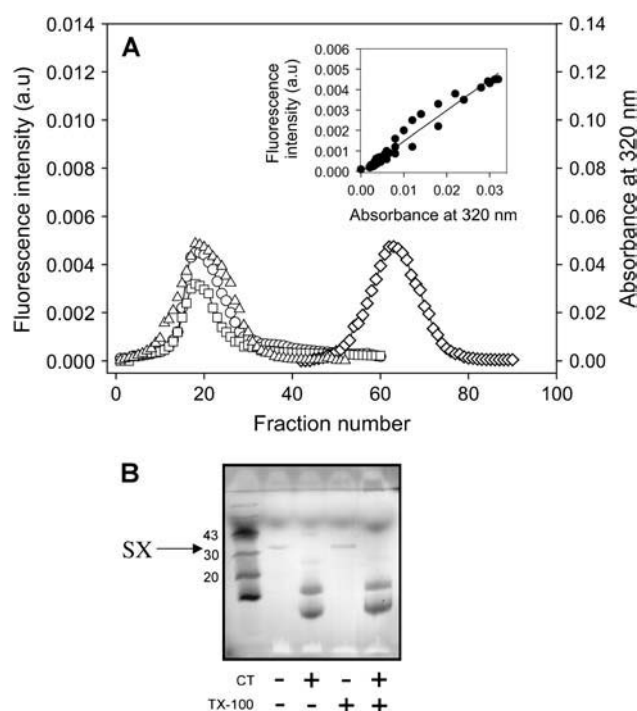 A
0.014
0.012
0.010
0.008
0.006
0.004
0.002
0.000
Fluorescence intensity (a.u)
0.14
0.12
0.10
0.08
0.06
0.04
0.02
0.00
Absorbance at 320 nm
0.006
0.005
0.004
0.003
0.002
0.001
0.000
Fluorescence
intensity (a.u)
0.00 0.01 0.02 0.03
Absorbance at 320 nm
0 20 40 60 80 100
Fraction number
B
SX
43
30
20
CT - + - +
TX-100 - - + +